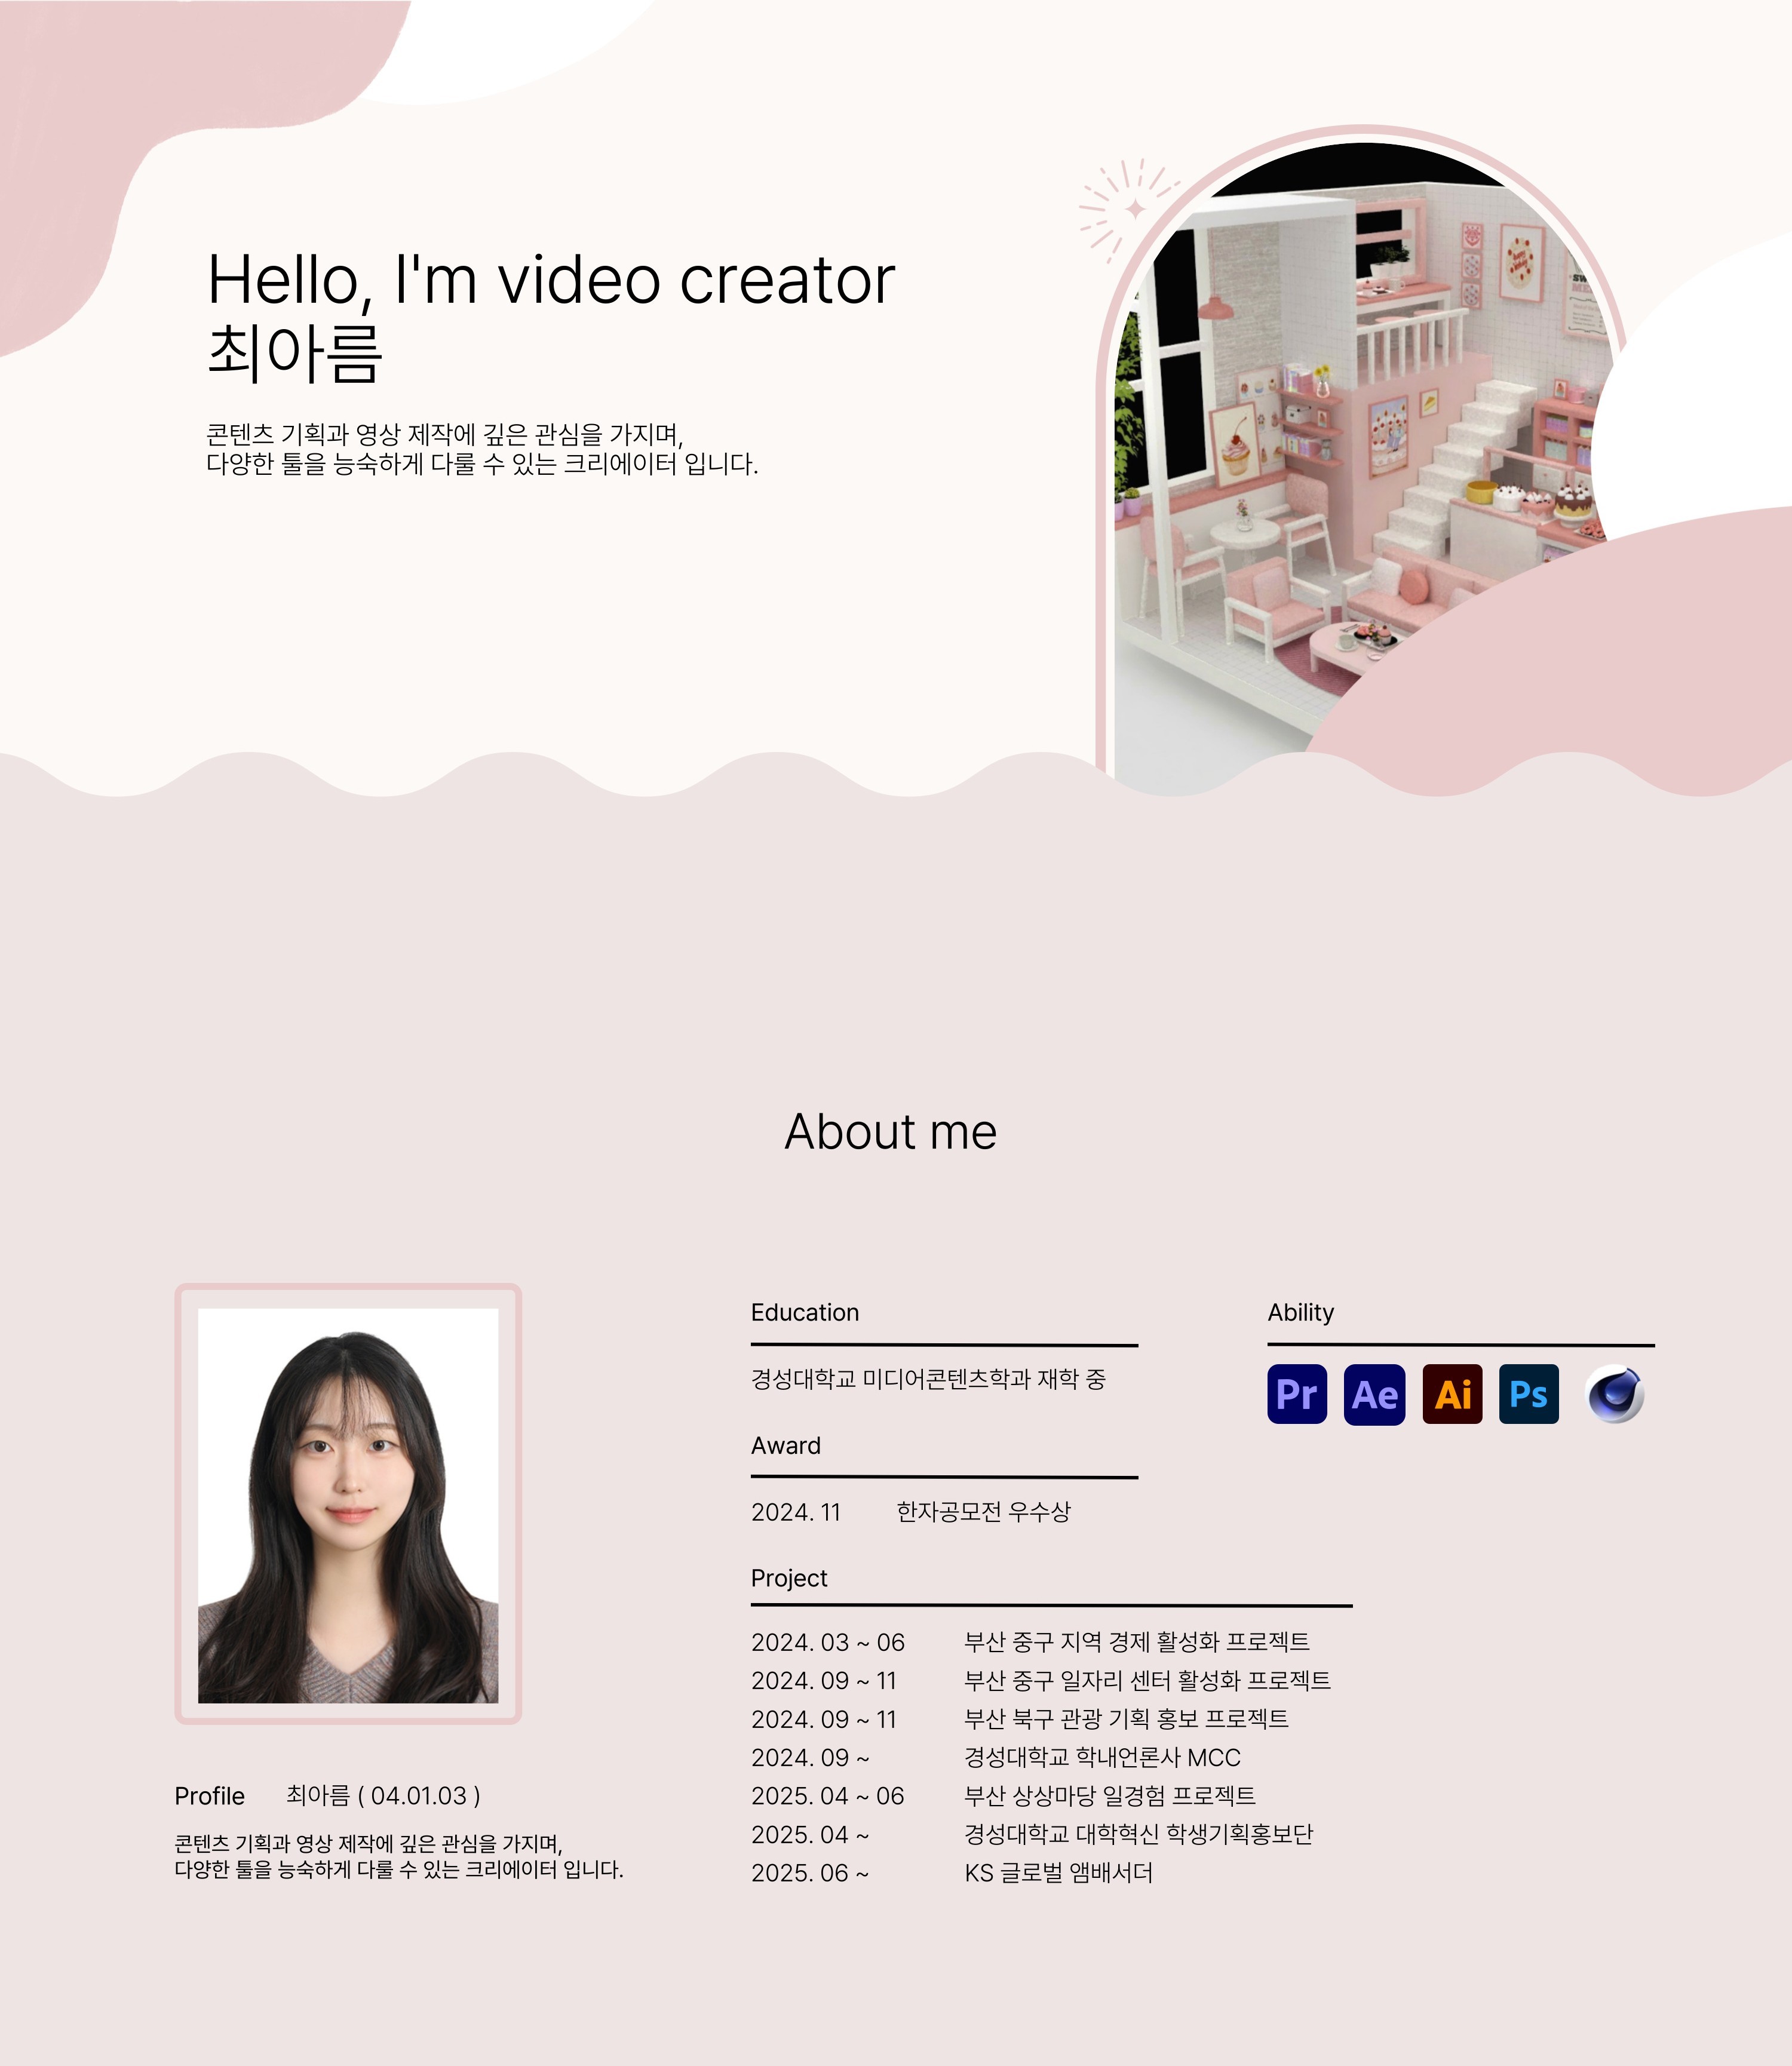 Hello, I'm video creator
최아름
콘텐츠 기획과 영상 제작에 깊은 관심을 가지며,
다양한 툴을 능숙하게 다룰 수 있는 크리에이터 입니다.
About me
Profile 최아름 ( 04.01.03 )
콘텐츠 기획과 영상 제작에 깊은 관심을 가지며,
다양한 툴을 능숙하게 다룰 수 있는 크리에이터 입니다.
Education
경성대학교 미디어콘텐츠학과 재학 중
Award
2024. 11 한자공모전 우수상
Project
2024. 03 ~ 06 부산 중구 지역 경제 활성화 프로젝트
2024. 09 ~ 11 부산 중구 일자리 센터 활성화 프로젝트
2024. 09 ~ 11 부산 북구 관광 기획 홍보 프로젝트
2024. 09 ~ 경성대학교 학내언론사 MCC
2025. 04 ~ 06 부산 상상마당 일경험 프로젝트
2025. 04 ~ 경성대학교 대학혁신 학생기획홍보단
2025. 06 ~ KS 글로벌 앰배서더
Ability
Pr Ae Ai Ps